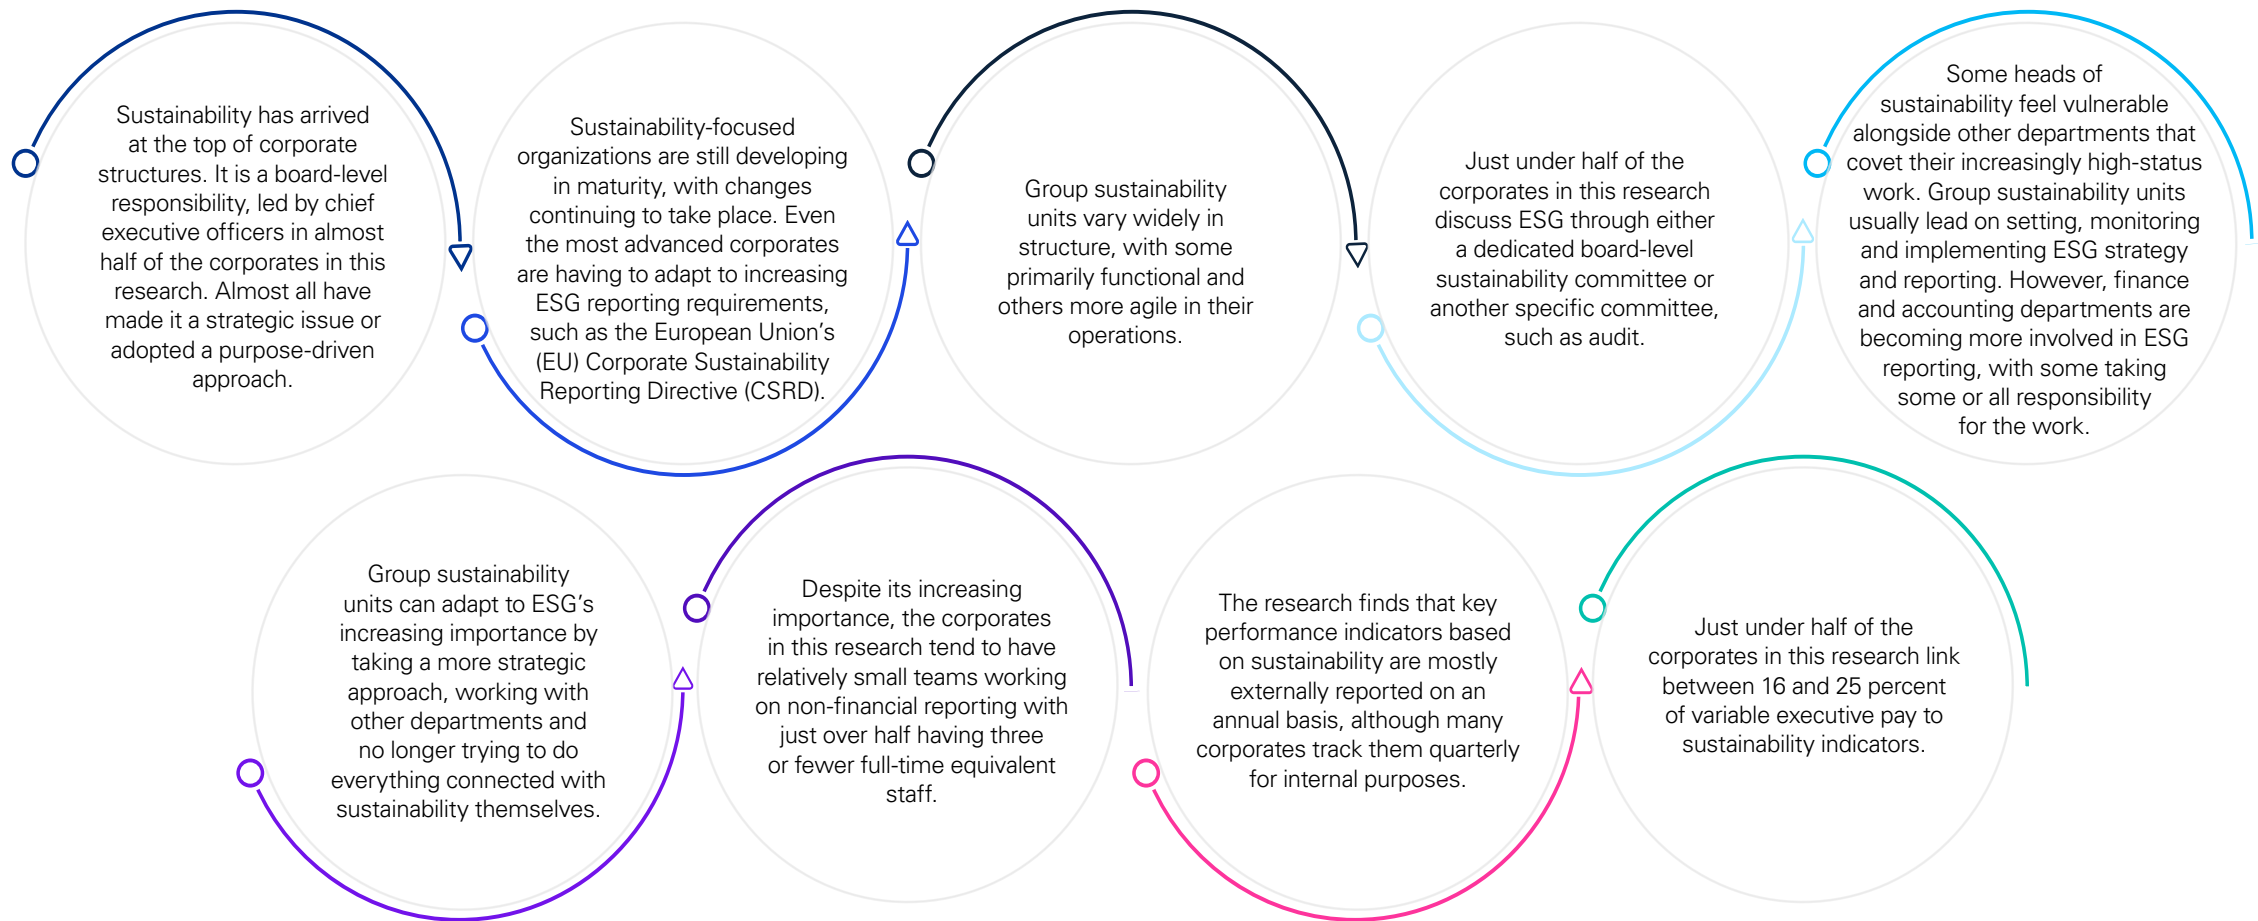 Sustainability has arrived
at the top of corporate
structures. It is a board-level
responsibility, led by chief
executive officers in almost
half of the corporates in this
research. Almost all have
made it a strategic issue or
adopted a purpose-driven
approach.
Sustainability-focused
organizations are still developing
in maturity, with changes
continuing to take place. Even
the most advanced corporates
are having to adapt to increasing
ESG reporting requirements,
such as the European Union’s
(EU) Corporate Sustainability
Reporting Directive (CSRD).
Group sustainability
units vary widely in
structure, with some
primarily functional and
others more agile in their
operations.
Just under half of the
corporates in this research
discuss ESG through either
a dedicated board-level
sustainability committee or
another specific committee,
such as audit.
Some heads of
sustainability feel vulnerable
alongside other departments that
covet their increasingly high-status
work. Group sustainability units
usually lead on setting, monitoring
and implementing ESG strategy
and reporting. However, finance
and accounting departments are
becoming more involved in ESG
reporting, with some taking
some or all responsibility
for the work.
Group sustainability
units can adapt to ESG’s
increasing importance by
taking a more strategic
approach, working with
other departments and
no longer trying to do
everything connected with
sustainability themselves.
Despite its increasing
importance, the corporates
in this research tend to have
relatively small teams working
on non-financial reporting with
just over half having three
or fewer full-time equivalent
staff.
The research finds that key
performance indicators based
on sustainability are mostly
externally reported on an
annual basis, although many
corporates track them quarterly
for internal purposes.
Just under half of the
corporates in this research link
between 16 and 25 percent
of variable executive pay to
sustainability indicators.